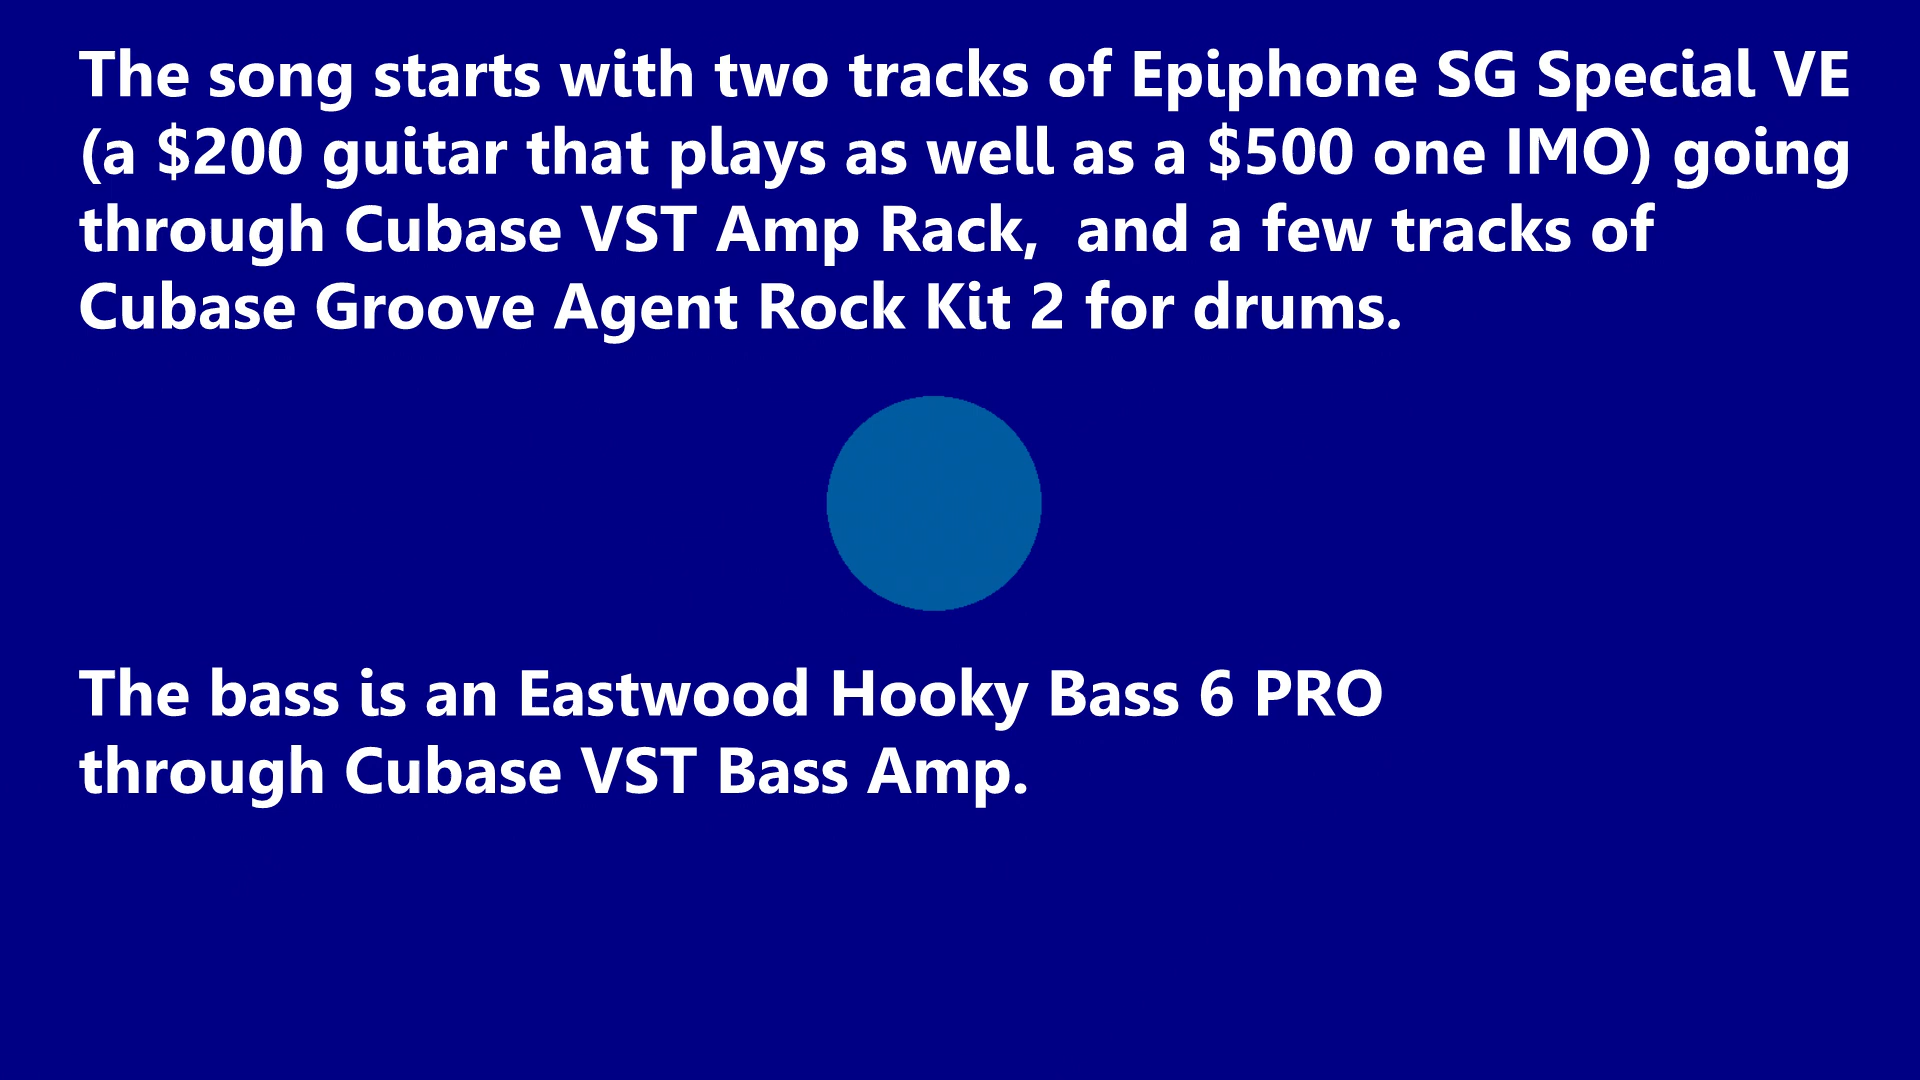 The song starts with two tracks of Epiphone SG Special VE
(a $200 guitar that plays as well as a $500 one IMO) going
through Cubase VST Amp Rack,  and a few tracks of
Cubase Groove Agent Rock Kit 2 for drums.
The bass is an Eastwood Hooky Bass 6 PRO
through Cubase VST Bass Amp.